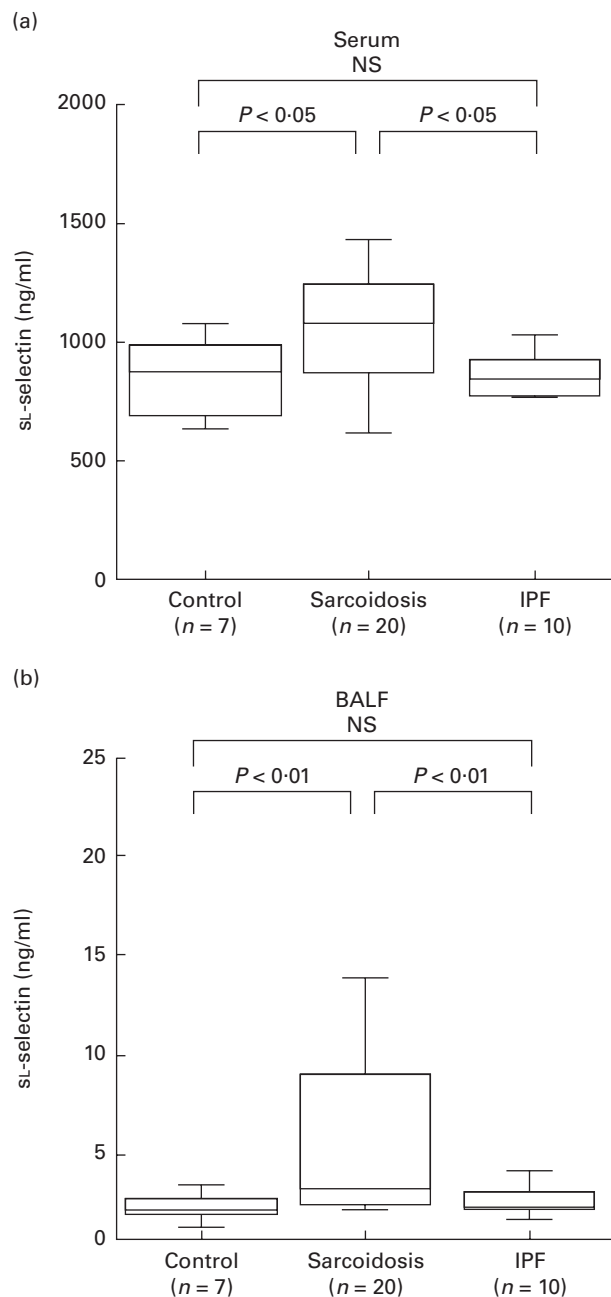 (a)
Serum
NS
P < 0·05 P < 0·05
2000
1500
1000
500
0
sL-selectin (ng/ml)
Control Sarcoidosis IPF
(n = 7) (n = 20) (n = 10)
(b)
BALF
NS
P < 0·01 P < 0·01
25
20
15
10
5
0
sL-selectin (ng/ml)
Control Sarcoidosis IPF
(n = 7) (n = 20) (n = 10)